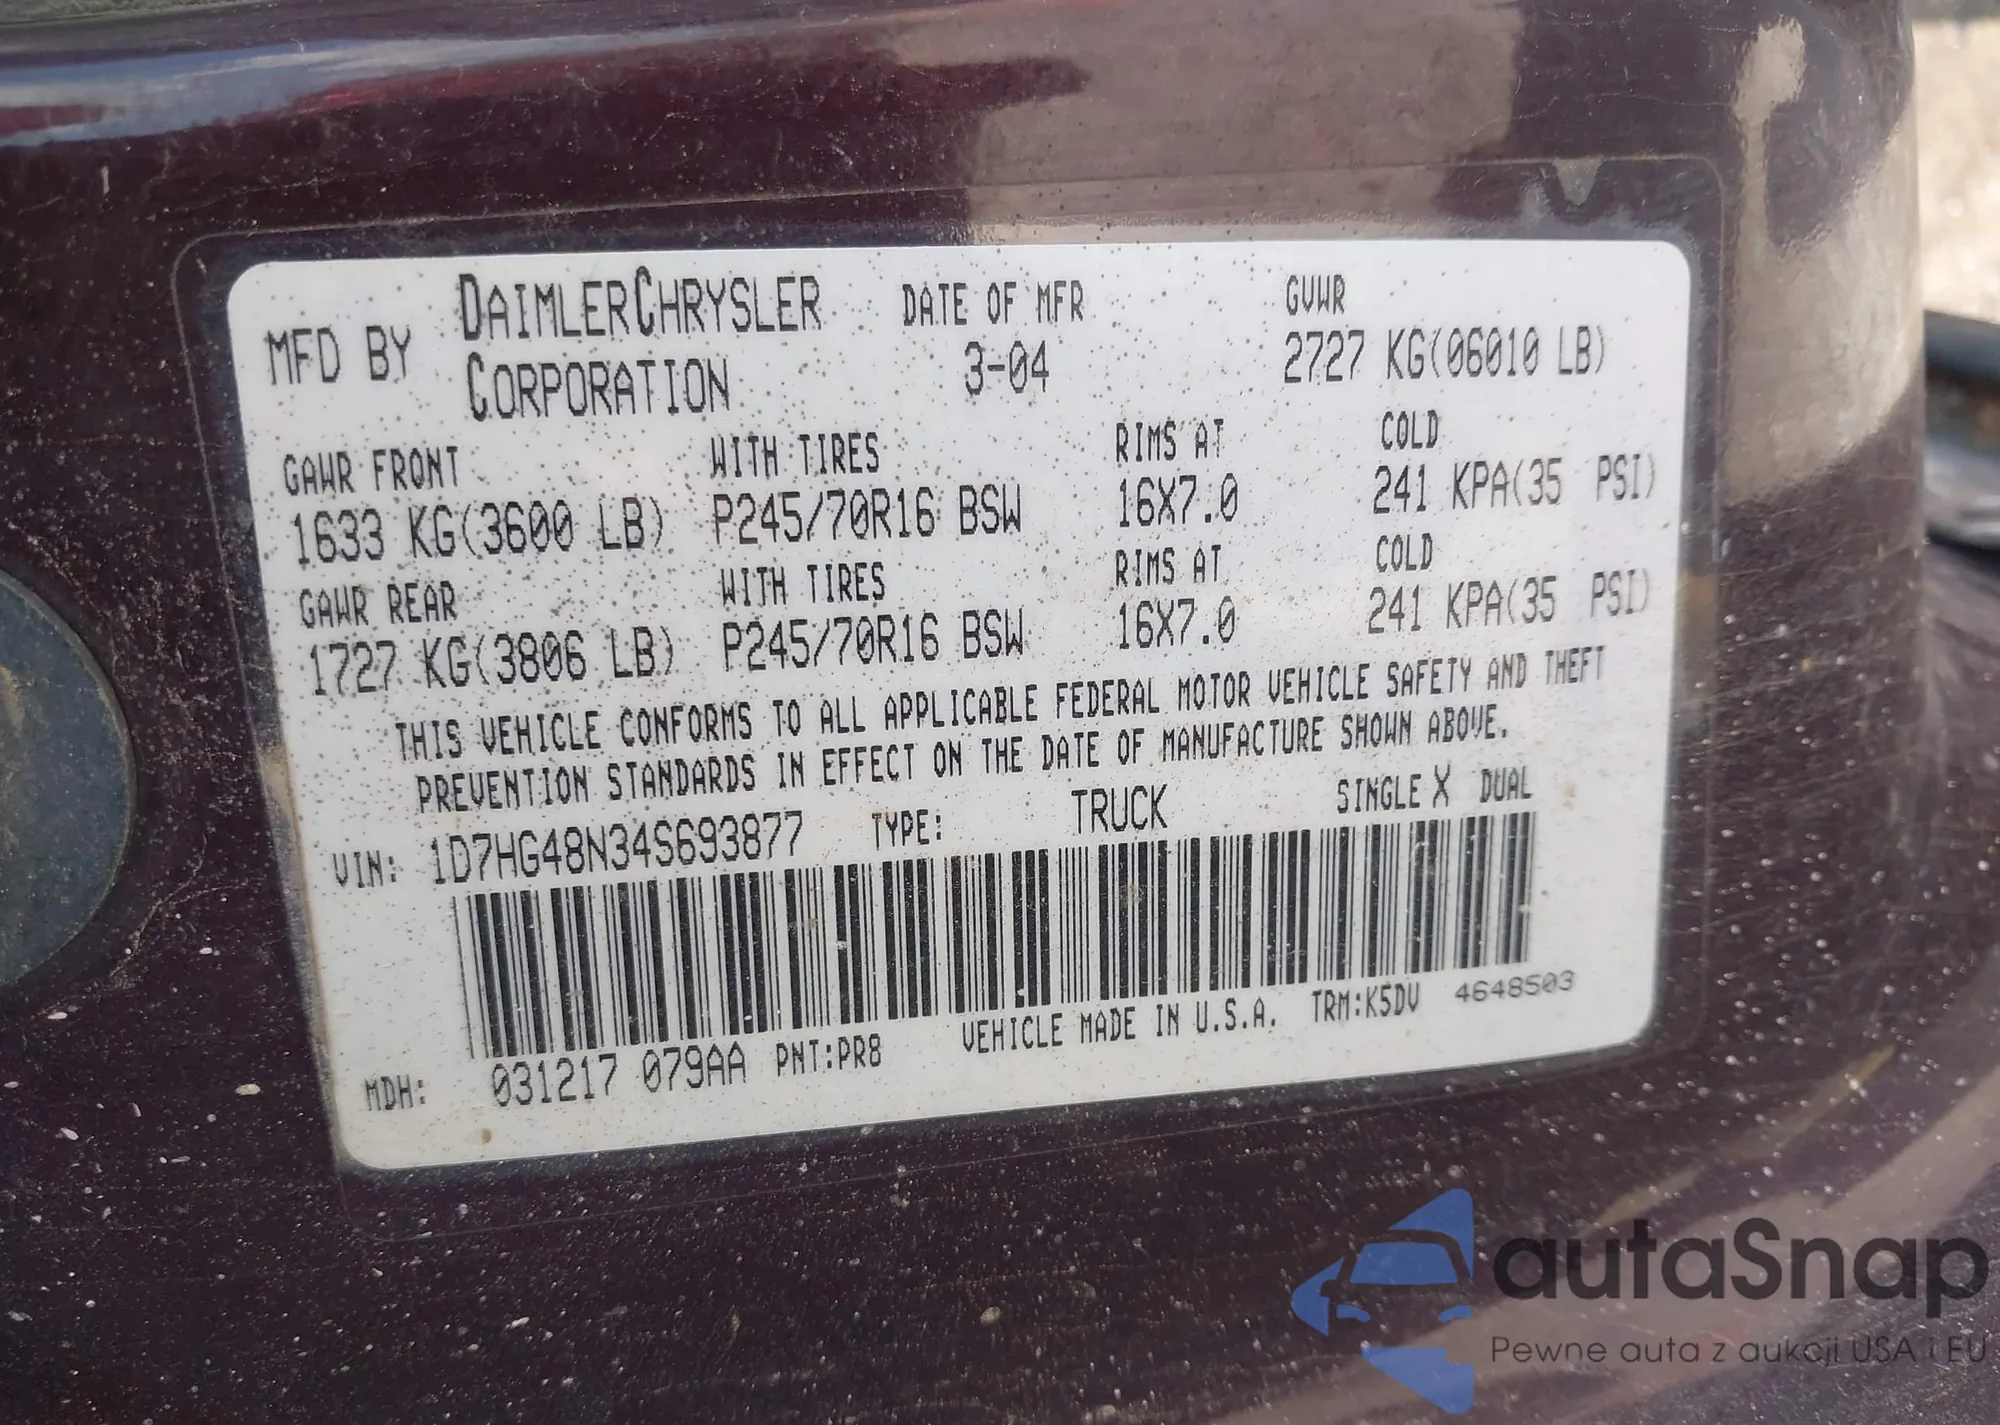 MFD BY DAIMLERCHRYSLER CORPORATION
DATE OF MFR
3-04
GVWR
2727 KG(06010 LB)
GAWR FRONT WITH TIRES RIMS AT COLD
1633 KG(3600 LB) P245/70R16 BSW 16X7.0 241 KPA(35 PSI)
GAWR REAR WITH TIRES RIMS AT COLD
1727 KG(3806 LB) P245/70R16 BSW 16X7.0 241 KPA(35 PSI)
THIS VEHICLE CONFORMS TO ALL APPLICABLE FEDERAL MOTOR VEHICLE SAFETY AND THEFT
PREVENTION STANDARDS IN EFFECT ON THE DATE OF MANUFACTURE SHOWN ABOVE.
VIN: 1D7HG48N34S693877 TYPE: TRUCK SINGLE X DUAL
MDH: 031217 079AA PNT:PR8 VEHICLE MADE IN U.S.A. TRM:K5DV 4648503
autaSnap
Pewne auta z aukcji USA i EU